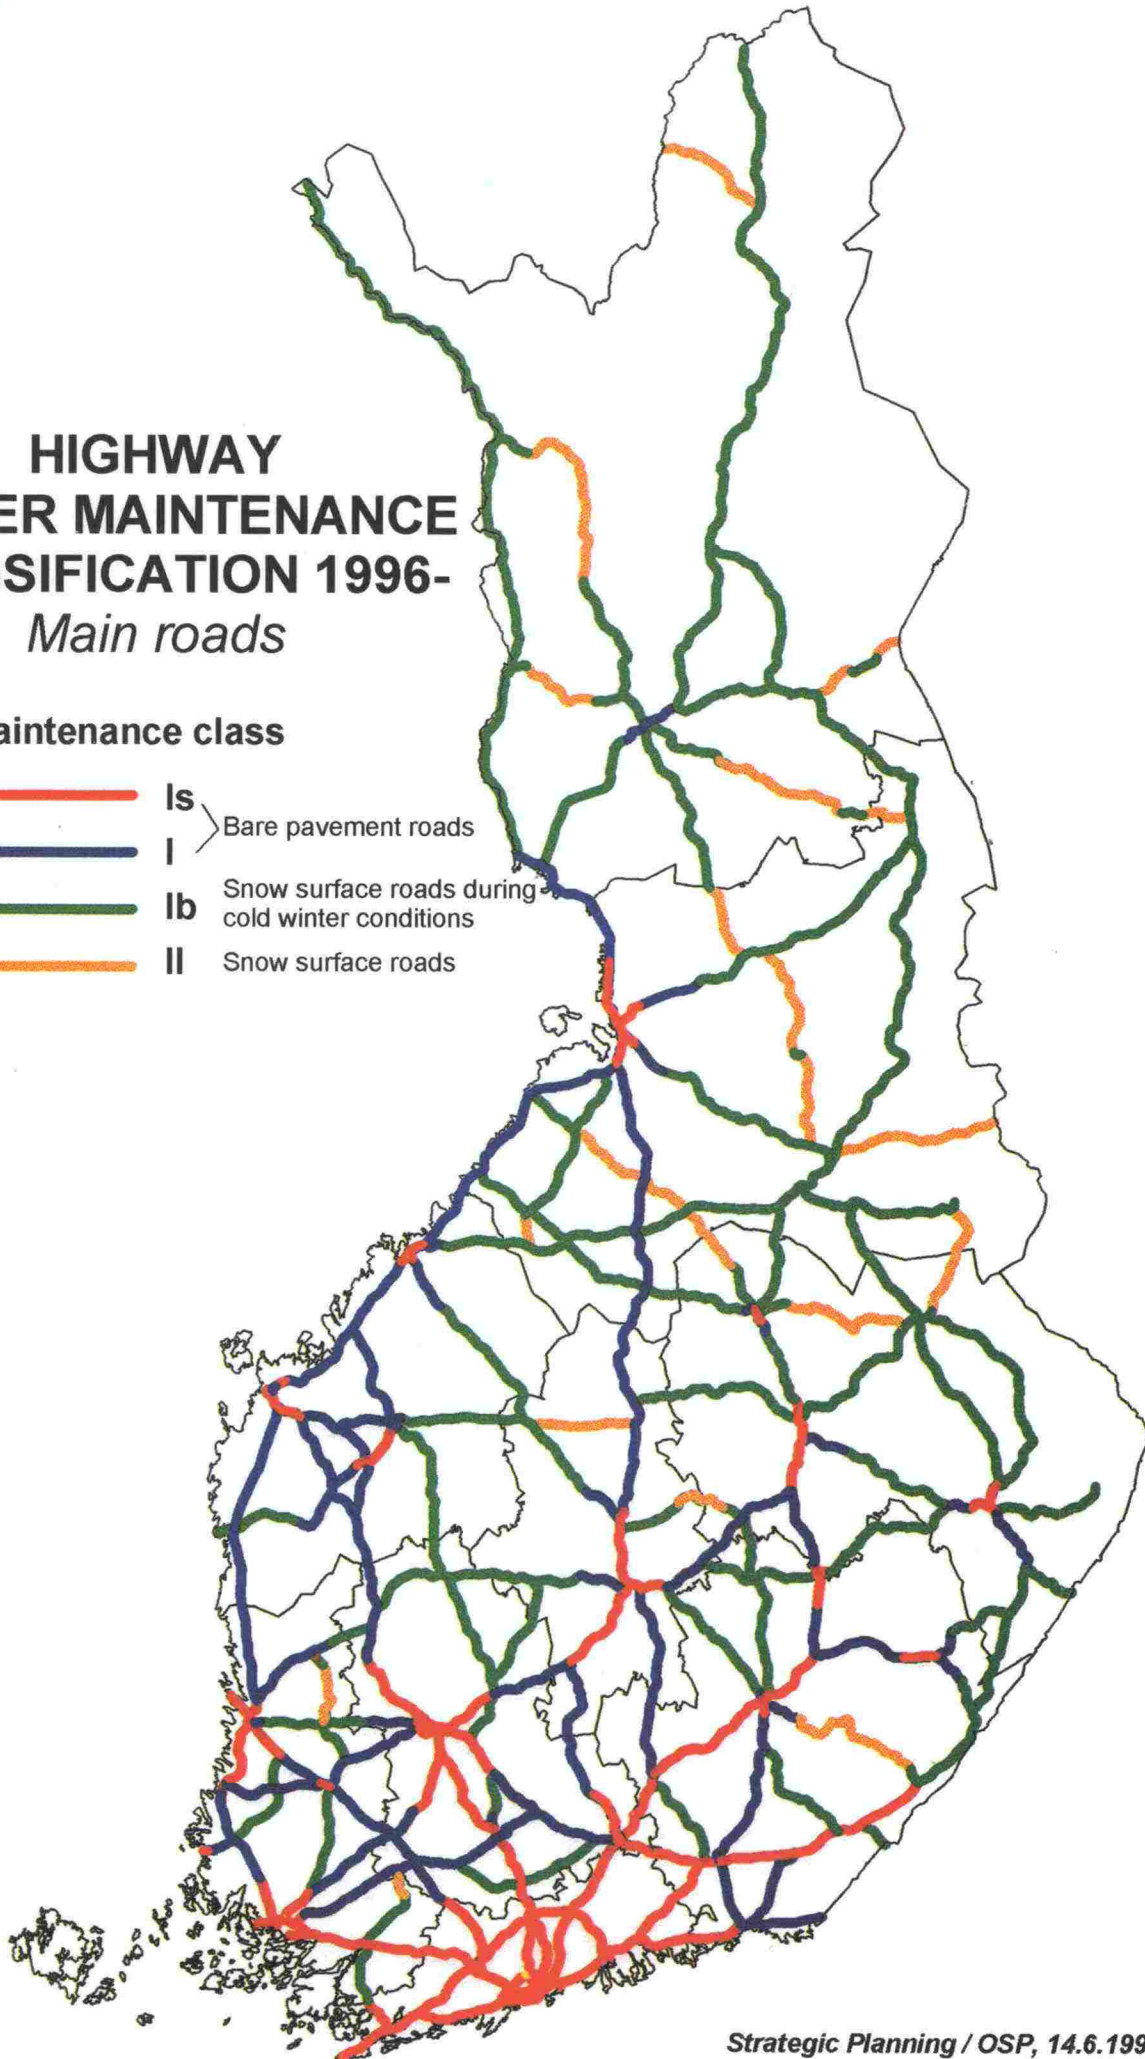 HIGHWAY
ER MAINTENANCE
SSIFICATION 1996-
Main roads
aintenance class
Is
Bare pavement roads
I
Ib
Snow surface roads during
cold winter conditions
II
Snow surface roads
Strategic Planning / OSP, 14.6.199